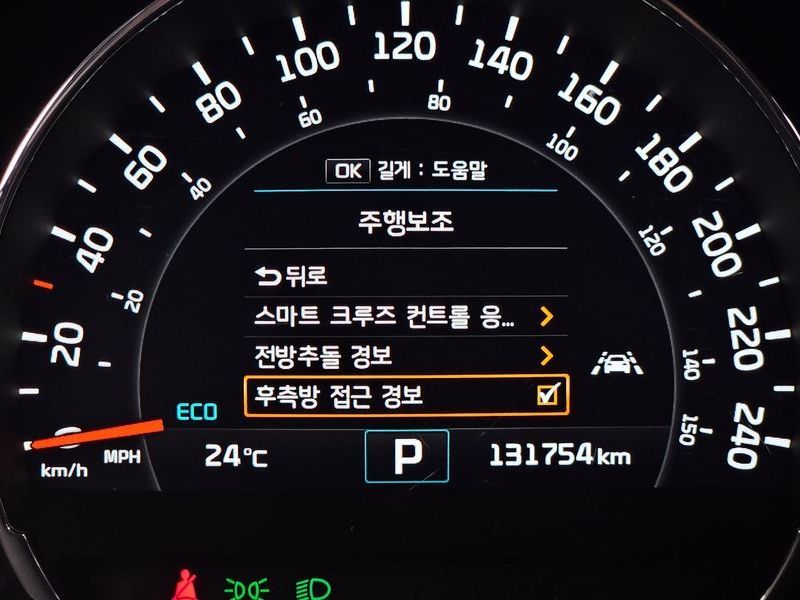 OK 길게 : 도움말
주행보조
뒤로
스마트 크루즈 컨트롤 응...
전방추돌 경보
후측방 접근 경보
ECO
24°C
P
131754km
km/h
MPH
0
20
40
60
80
100
120
140
160
180
200
220
240
20
40
60
80
100
120
140
150